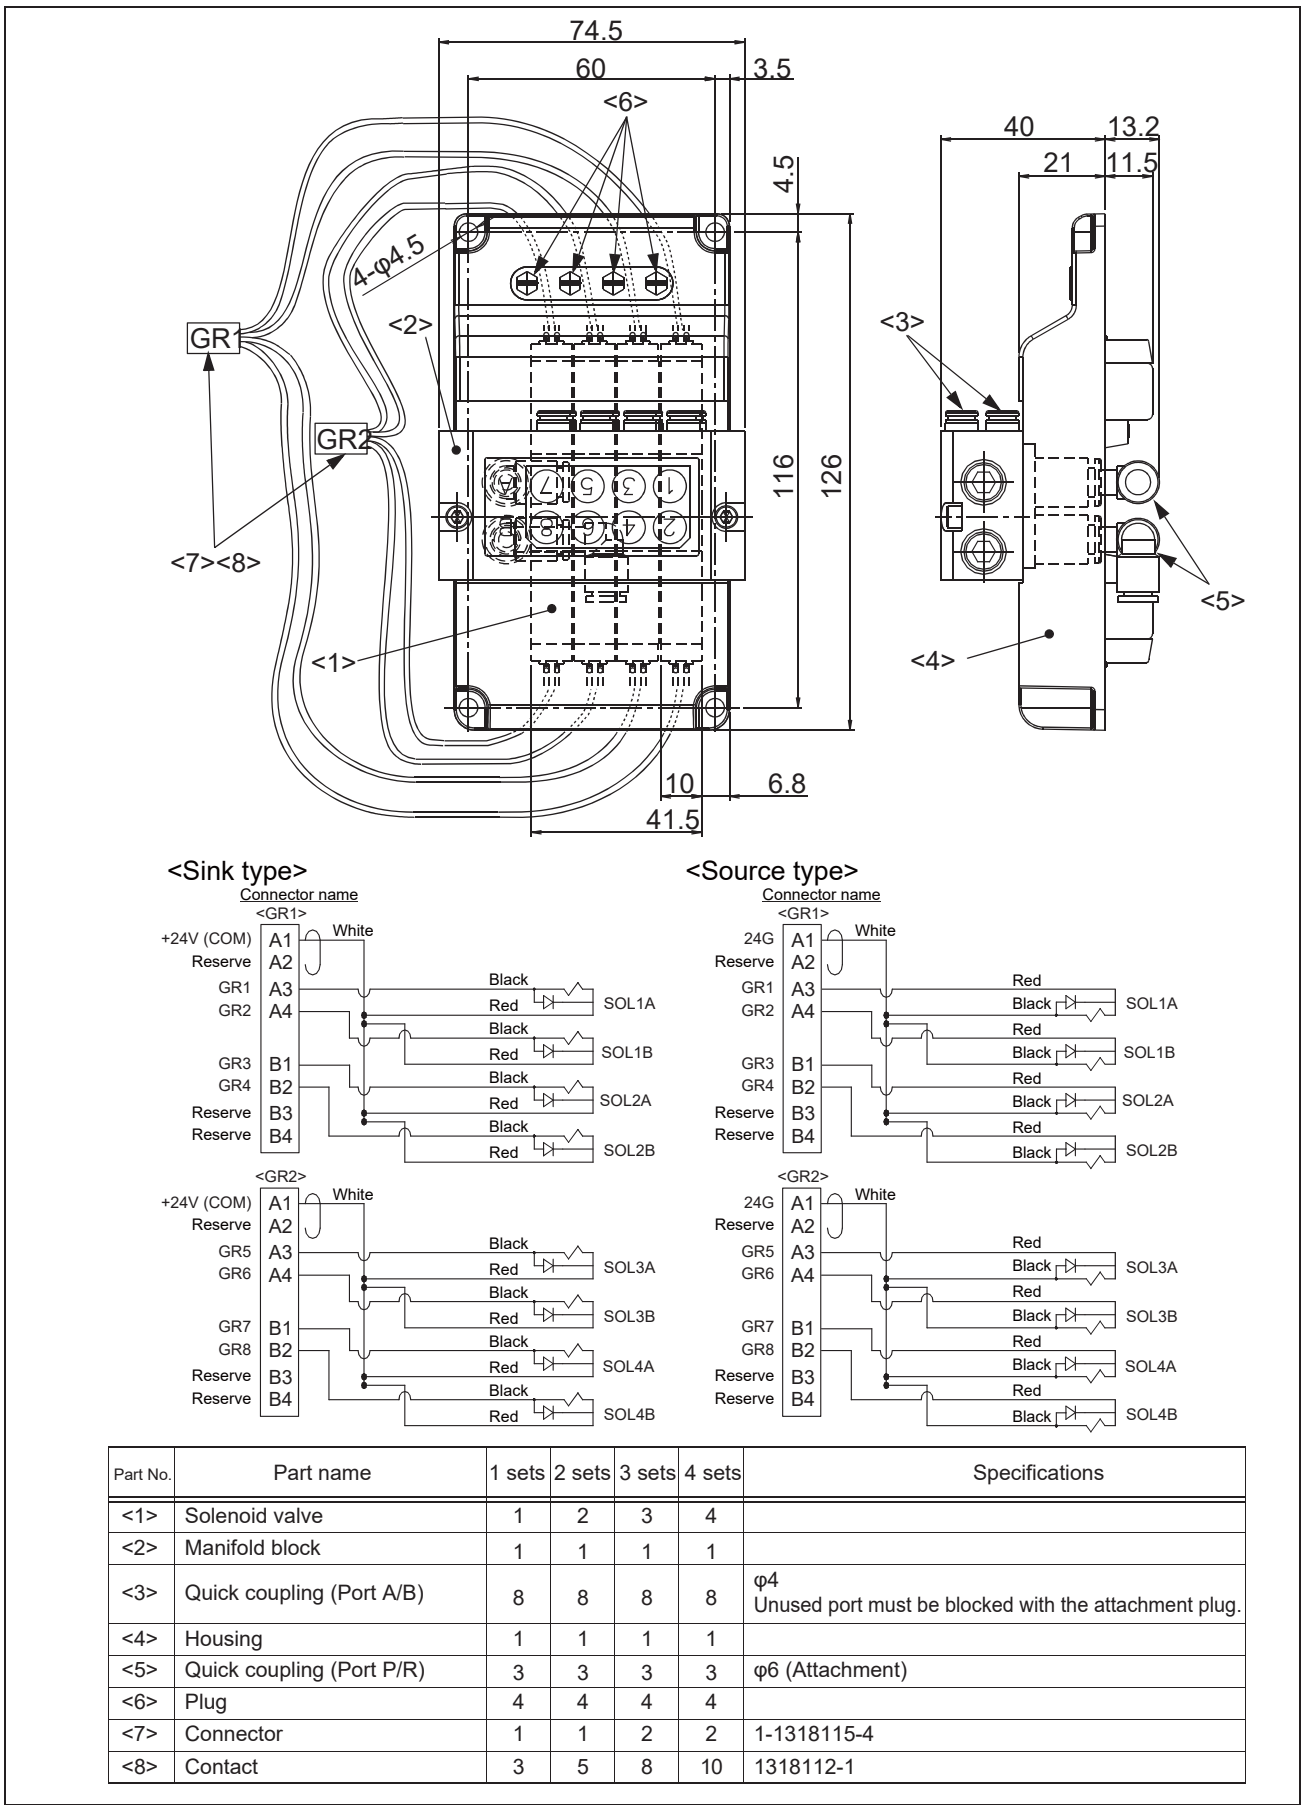 74.5
60
3.5
<6>
40
13.2
21
11.5
4.5
4-φ4.5
<2>
<3>
GR1
GR2
116
126
A 7 5 3 1
8 6 4 2
<7><8>
<5>
<1>
<4>
10
6.8
41.5
<Sink type>
Connector name
<GR1>
+24V (COM) A1 White
Reserve A2
GR1 A3 Black
Red SOL1A
GR2 A4
Black
Red SOL1B
GR3 B1
GR4 B2 Black
Red SOL2A
Reserve B3
Reserve B4 Black
Red SOL2B
<GR2>
+24V (COM) A1 White
Reserve A2
GR5 A3 Black
Red SOL3A
GR6 A4
Black
Red SOL3B
GR7 B1
GR8 B2 Black
Red SOL4A
Reserve B3
Reserve B4 Black
Red SOL4B
<Source type>
Connector name
<GR1>
24G A1 White
Reserve A2
GR1 A3 Red
Black SOL1A
GR2 A4
Red
Black SOL1B
GR3 B1
GR4 B2 Red
Black SOL2A
Reserve B3
Reserve B4 Red
Black SOL2B
<GR2>
24G A1 White
Reserve A2
GR5 A3 Red
Black SOL3A
GR6 A4
Red
Black SOL3B
GR7 B1
GR8 B2 Red
Black SOL4A
Reserve B3
Reserve B4 Red
Black SOL4B
Part No. Part name 1 sets 2 sets 3 sets 4 sets Specifications
<1> Solenoid valve 1 2 3 4
<2> Manifold block 1 1 1 1
<3> Quick coupling (Port A/B) 8 8 8 8 φ4
Unused port must be blocked with the attachment plug.
<4> Housing 1 1 1 1
<5> Quick coupling (Port P/R) 3 3 3 3 φ6 (Attachment)
<6> Plug 4 4 4 4
<7> Connector 1 1 2 2 1-1318115-4
<8> Contact 3 5 8 10 1318112-1